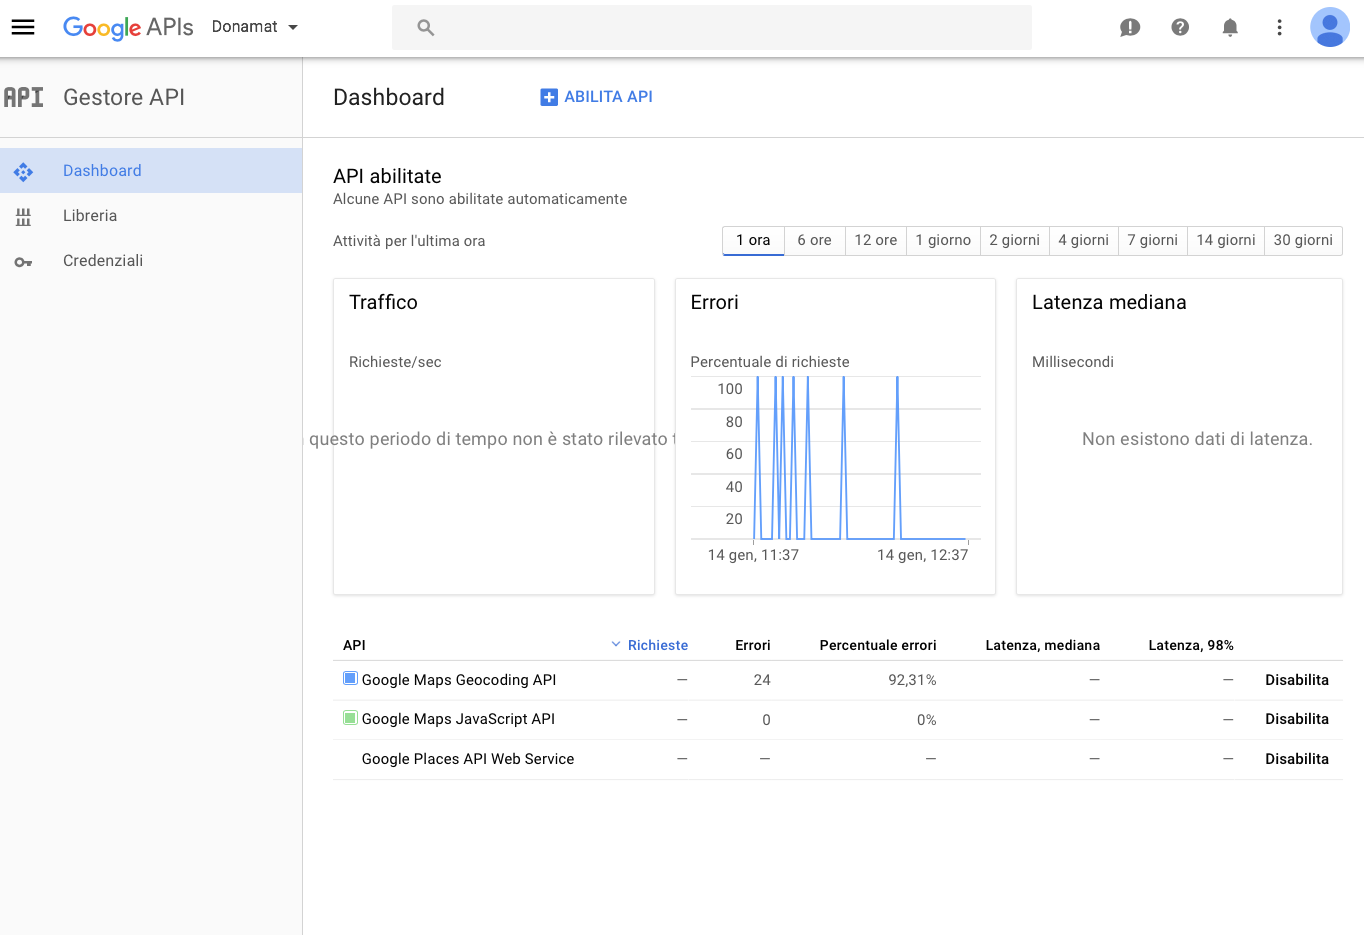 Google APIs Donamat
API Gestore API
Dashboard
Libreria
Credenziali
Dashboard ABILITA API
API abilitate
Alcune API sono abilitate automaticamente
Attività per l'ultima ora
1 ora 6 ore 12 ore 1 giorno 2 giorni 4 giorni 7 giorni 14 giorni 30 giorni
Traffico
Richieste/sec
questo periodo di tempo non è stato rilevato
Errori
Percentuale di richieste
100
80
60
40
20
14 gen, 11:37 14 gen, 12:37
Latenza mediana
Millisecondi
Non esistono dati di latenza.
API Richieste Errori Percentuale errori Latenza, mediana Latenza, 98%
Google Maps Geocoding API — 24 92,31% — — Disabilita
Google Maps JavaScript API — 0 0% — — Disabilita
Google Places API Web Service — — — — — Disabilita